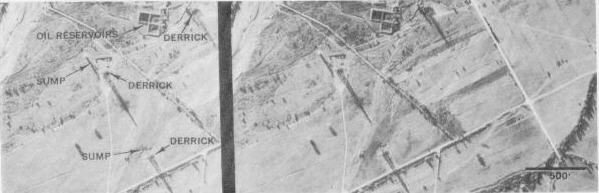 OIL RESERVOIRS
DERRICK
SUMP
DERRICK
DERRICK
SUMP
500'